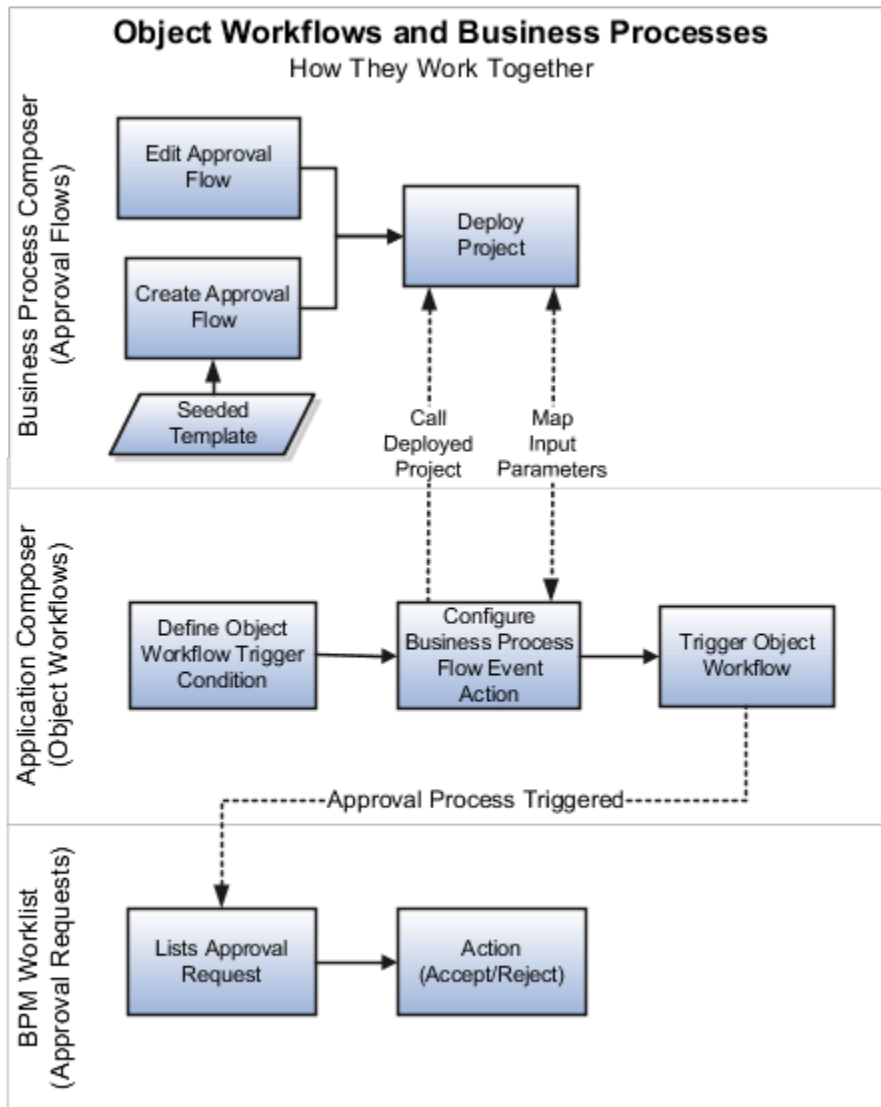 Object Workflows and Business Processes
How They Work Together
Business Process Composer
(Approval Flows)
Edit Approval
Flow
Deploy
Project
Create Approval
Flow
Seeded
Template
Call
Deployed
Project
Map
Input
Parameters
Application Composer
(Object Workflows)
Define Object
Workflow Trigger
Condition
Configure
Business Process
Flow Event
Action
Trigger Object
Workflow
Approval Process Triggered
BPM Worklist
(Approval Requests)
Lists Approval
Request
Action
(Accept/Reject)